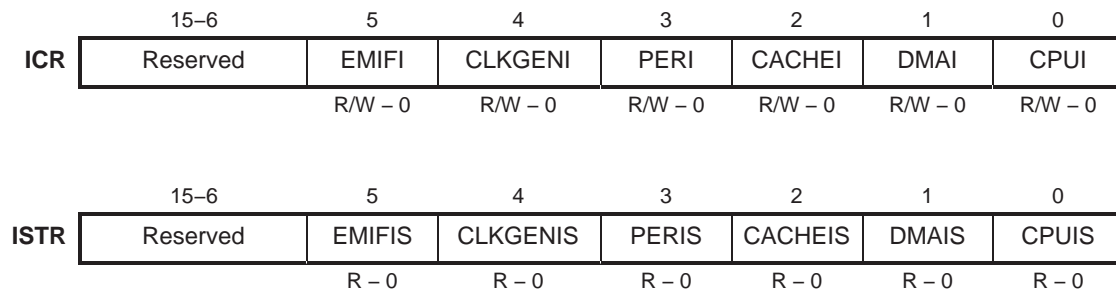 15–6 5 4 3 2 1 0
ICR Reserved EMIFI CLKGENI PERI CACHEI DMAI CPUI
R/W – 0 R/W – 0 R/W – 0 R/W – 0 R/W – 0 R/W – 0
15–6 5 4 3 2 1 0
ISTR Reserved EMIFIS CLKGENIS PERIS CACHEIS DMAIS CPUIS
R – 0 R – 0 R – 0 R – 0 R – 0 R – 0